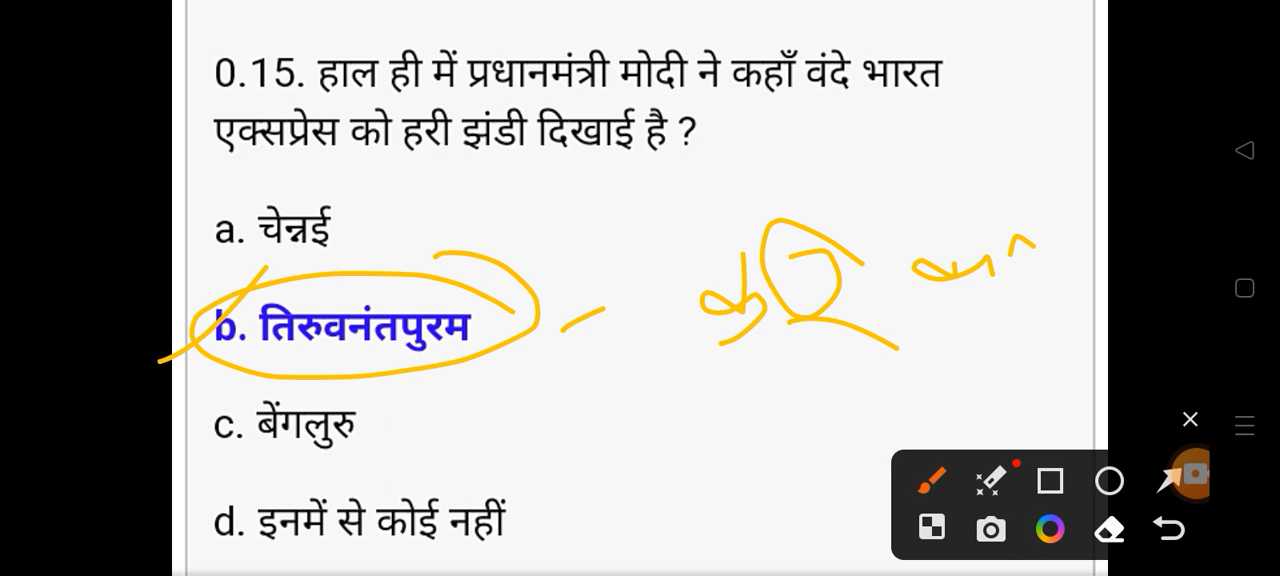 0.15. हाल ही में प्रधानमंत्री मोदी ने कहाँ वंदे भारत
एक्सप्रेस को हरी झंडी दिखाई है ?
a. चेन्नई
b. तिरुवनंतपुरम
c. बेंगलुरु
d. इनमें से कोई नहीं